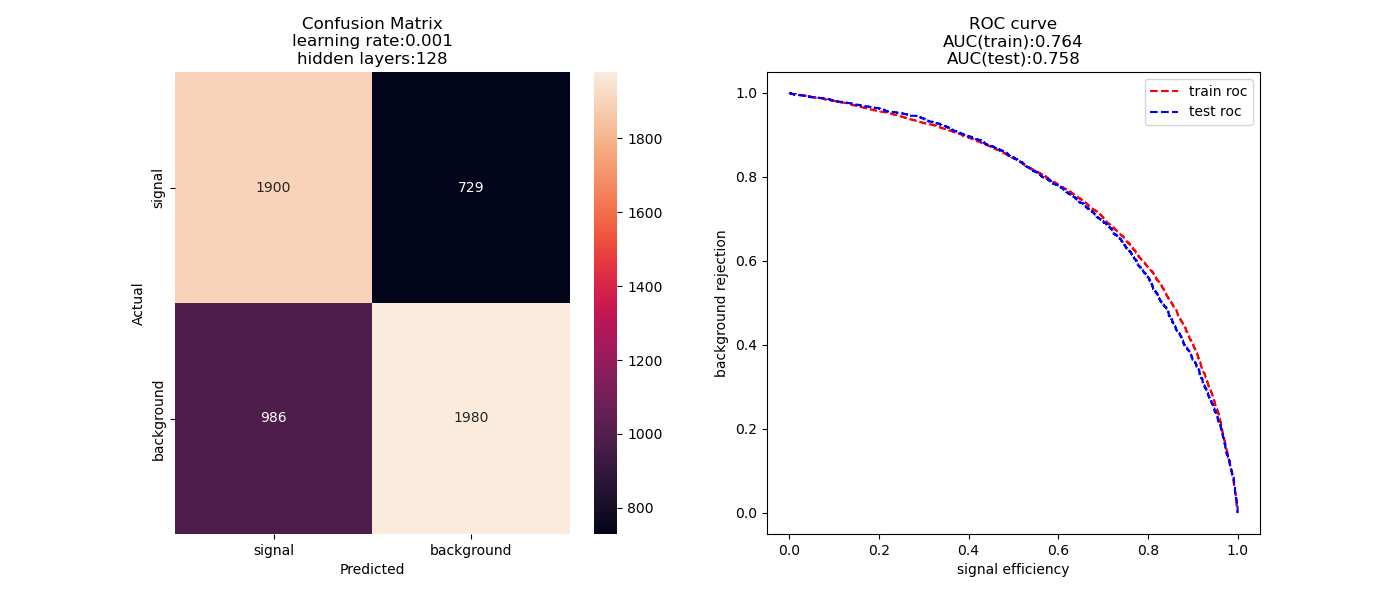 Confusion Matrix
learning rate:0.001
hidden layers:128
signal
background
Actual
1900
729
986
1980
signal
background
Predicted
1800
1600
1400
1200
1000
800
ROC curve
AUC(train):0.764
AUC(test):0.758
train roc
test roc
background rejection
1.0
0.8
0.6
0.4
0.2
0.0
0.0
0.2
0.4
0.6
0.8
1.0
signal efficiency